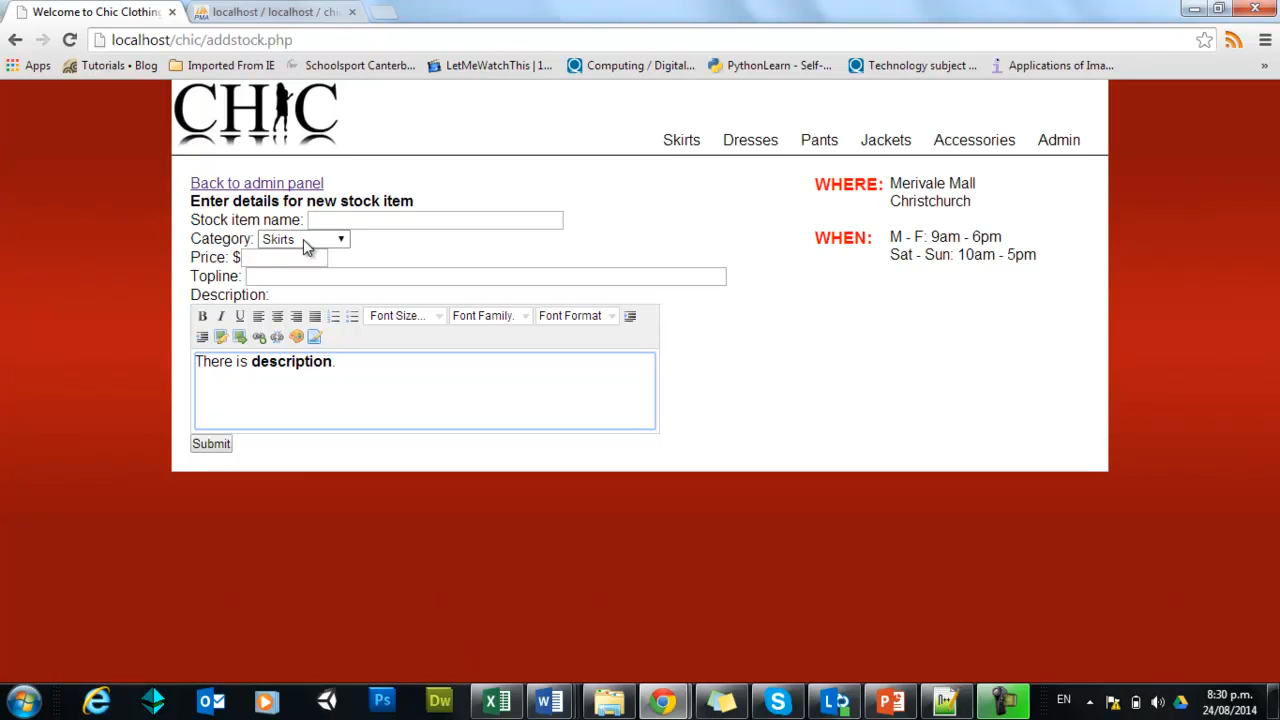 Welcome to Chic Clothing
localhost / localhost / chi
localhost/chic/addstock.php
Apps
Tutorials • Blog
Imported From IE
Schoolsport Canterb...
LetMeWatchThis | 1...
Computing / Digital...
PythonLearn - Self-...
Technology subject ...
Applications of Ima...
»
CHIC
Skirts Dresses Pants Jackets Accessories Admin
Back to admin panel
Enter details for new stock item
Stock item name:
Category: Skirts
Price: $
Topline:
Description:
B I U Font Size... Font Family. Font Format
There is description.
Submit
WHERE: Merivale Mall
Christchurch
WHEN: M - F: 9am - 6pm
Sat - Sun: 10am - 5pm
Ps
Dw
EN
8:30 p.m.
24/08/2014